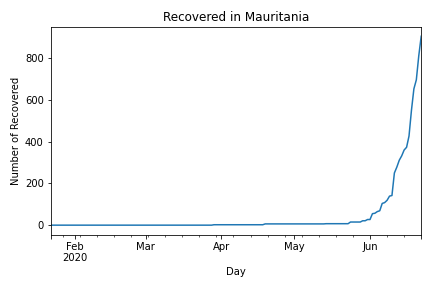 Recovered in Mauritania
Number of Recovered
800
600
400
200
0
Feb
2020
Mar
Apr
May
Jun
Day